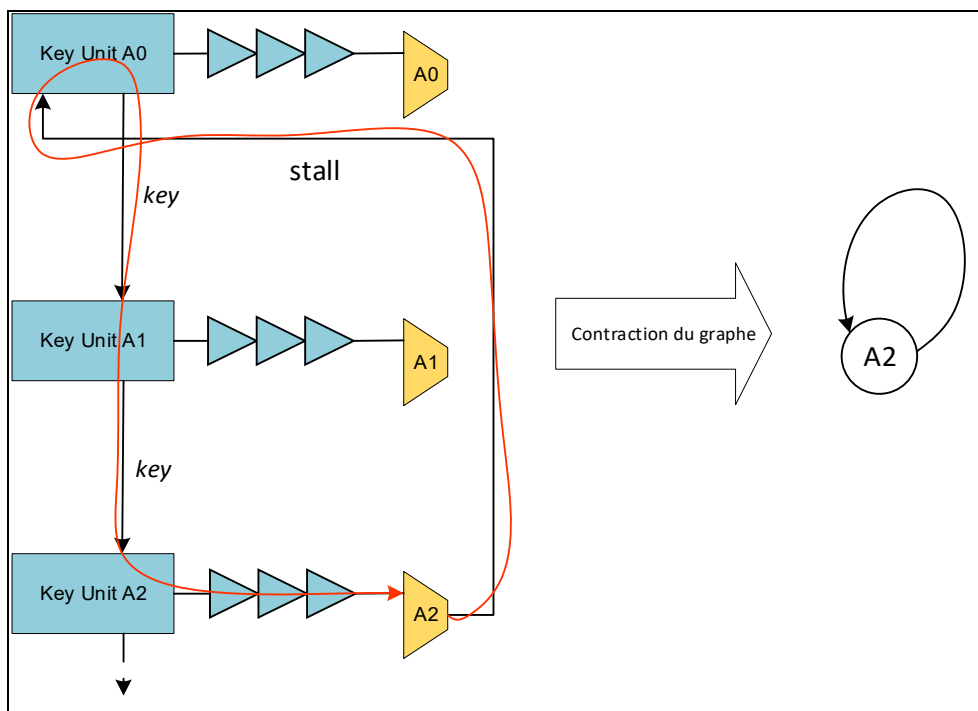 Key Unit A0
A0
stall
key
Key Unit A1
A1
Contraction du graphe
A2
key
Key Unit A2
A2